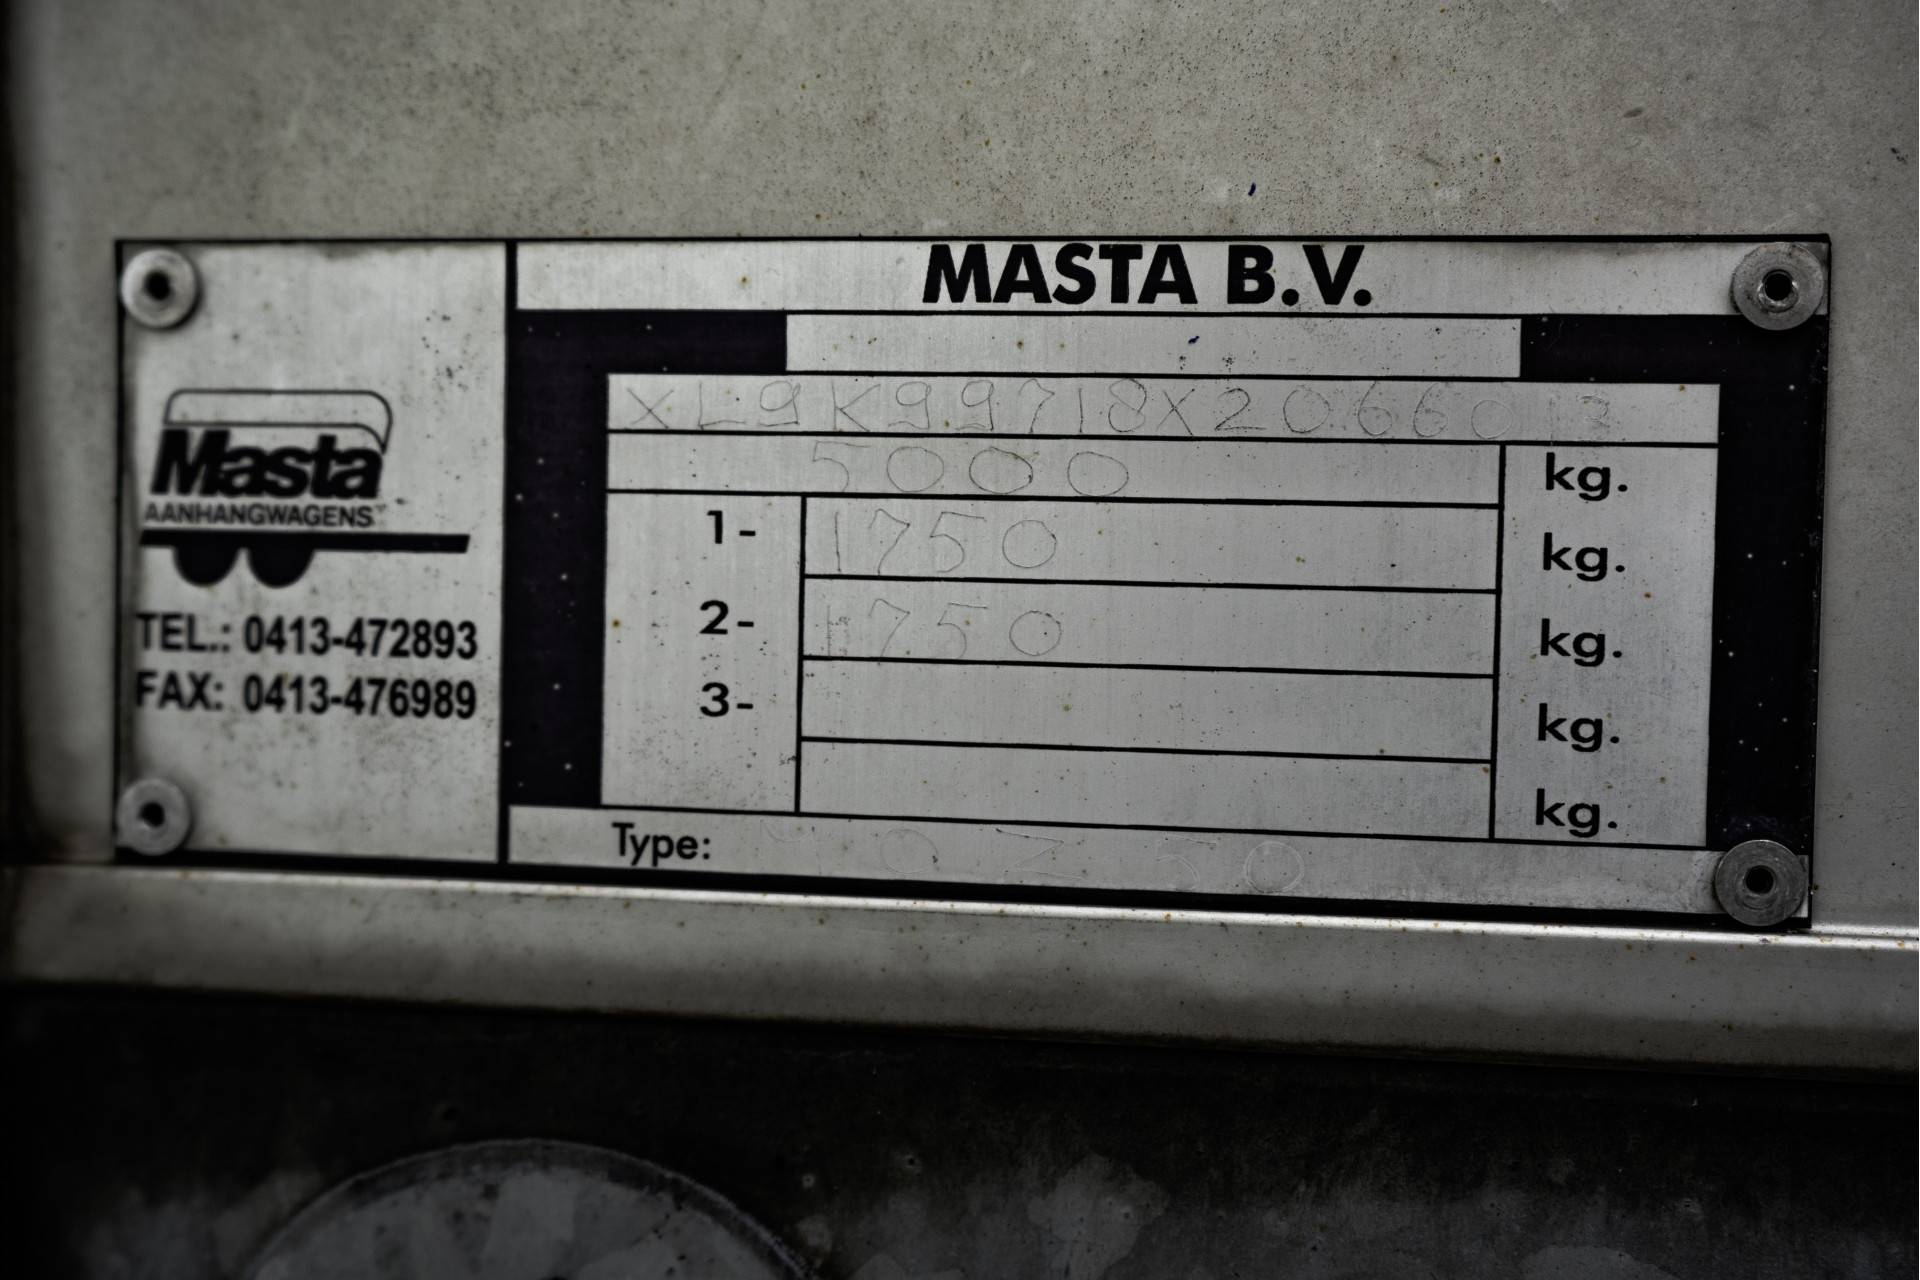 MASTA B.V.
Masta
AANHANGWAGENS
TEL.: 0413-472893
FAX: 0413-476989
XL9K99718X2066013
5000 kg.
1- 1750 kg.
2- 1750 kg.
3- kg.
kg.
Type: